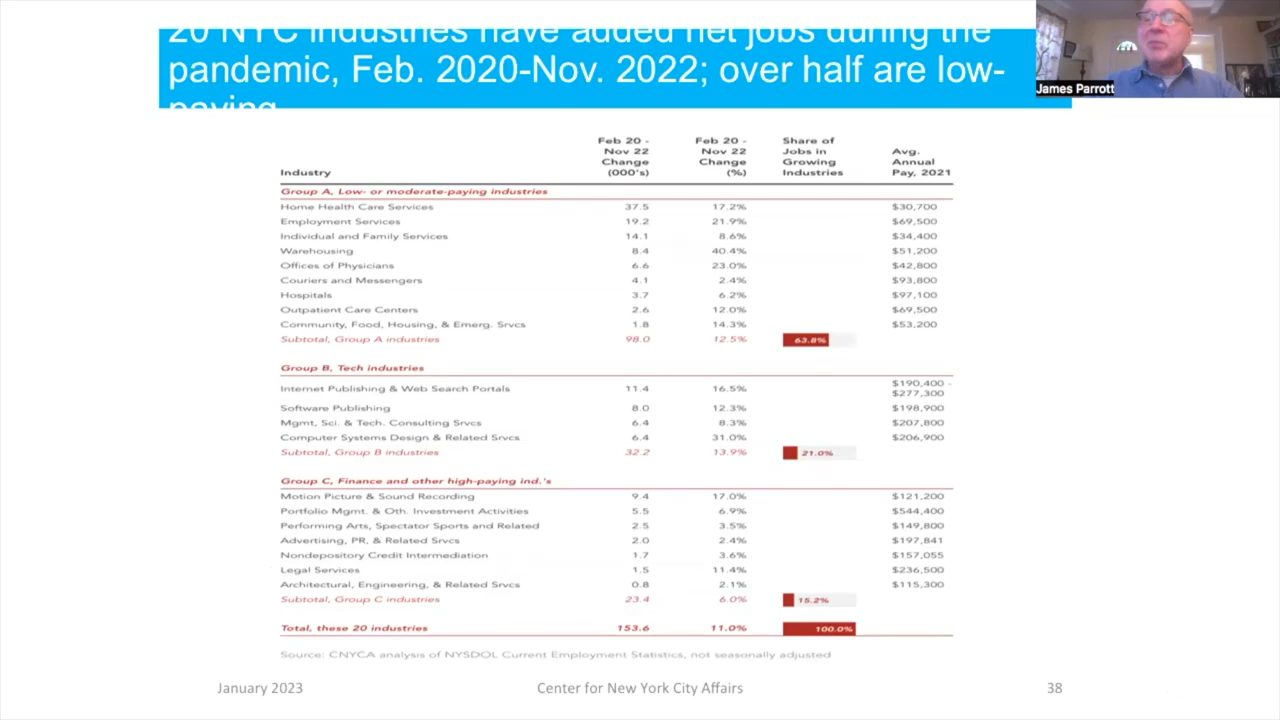 20 NYC industries have added net jobs during the
pandemic, Feb. 2020-Nov. 2022; over half are low-
paying
James Parrott
Industry Feb 20 - Nov 22 Change (000's) Feb 20 - Nov 22 Change (%) Share of Jobs in Growing Industries Avg. Annual Pay, 2021
Group A, Low- or moderate-paying industries
Home Health Care Services 37.5 17.2% $30,700
Employment Services 19.2 21.9% $69,500
Individual and Family Services 14.1 8.6% $34,400
Warehousing 8.4 40.4% $51,200
Offices of Physicians 6.6 23.0% $42,800
Couriers and Messengers 4.1 2.4% $93,800
Hospitals 3.7 6.2% $97,100
Outpatient Care Centers 2.6 12.0% $69,500
Community, Food, Housing, & Emerg. Srvcs 1.8 14.3% $53,200
Subtotal, Group A industries 98.0 12.5% 63.8%
Group B, Tech industries
Internet Publishing & Web Search Portals 11.4 16.5% $190,400 - $277,300
Software Publishing 8.0 12.3% $198,900
Mgmt, Sci. & Tech. Consulting Srvcs 6.4 8.3% $207,800
Computer Systems Design & Related Srvcs 6.4 31.0% $206,900
Subtotal, Group B industries 32.2 13.9% 21.0%
Group C, Finance and other high-paying ind.'s
Motion Picture & Sound Recording 9.4 17.0% $121,200
Portfolio Mgmt. & Oth. Investment Activities 5.5 6.9% $544,400
Performing Arts, Spectator Sports and Related 2.5 3.5% $149,800
Advertising, PR, & Related Srvcs 2.0 2.4% $197,841
Nondepository Credit Intermediation 1.7 3.6% $157,055
Legal Services 1.5 11.4% $236,500
Architectural, Engineering, & Related Srvcs 0.8 2.1% $115,300
Subtotal, Group C industries 23.4 6.0% 15.2%
Total, these 20 industries 153.6 11.0% 100.0%
Source: CNYCA analysis of NYSDOL Current Employment Statistics, not seasonally adjusted
January 2023 Center for New York City Affairs 38